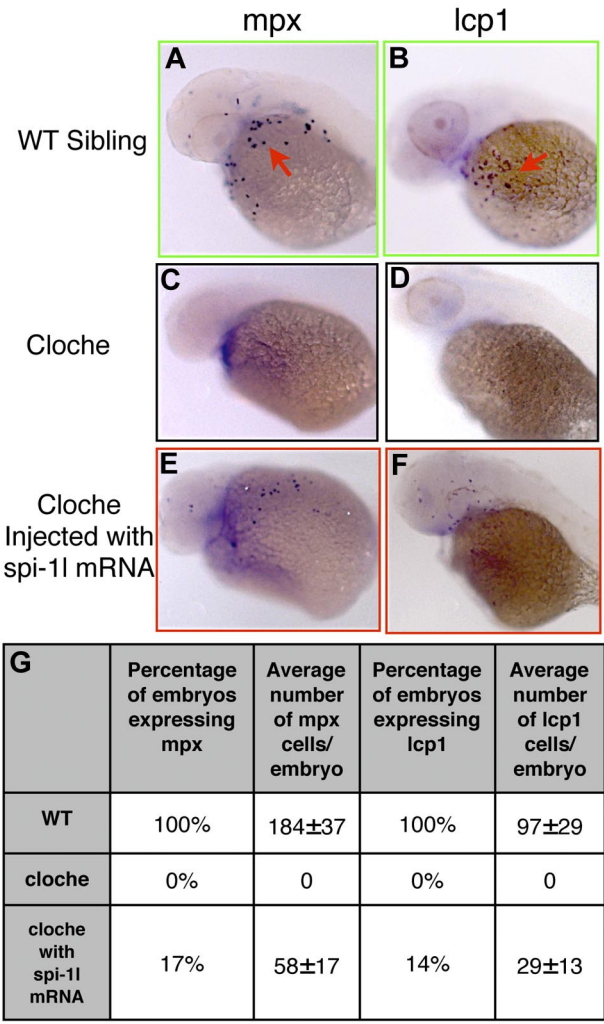 mpx lcp1
A B
WT Sibling
C D
Cloche
E F
Cloche
Injected with
spi-1l mRNA
G
Percentage
of embryos
expressing
mpx
Average
number
of mpx
cells/
embryo
Percentage
of embryos
expressing
lcp1
Average
number
of lcp1
cells/
embryo
WT 100% 184±37 100% 97±29
cloche 0% 0 0% 0
cloche
with
spi-1l
mRNA
17% 58±17 14% 29±13